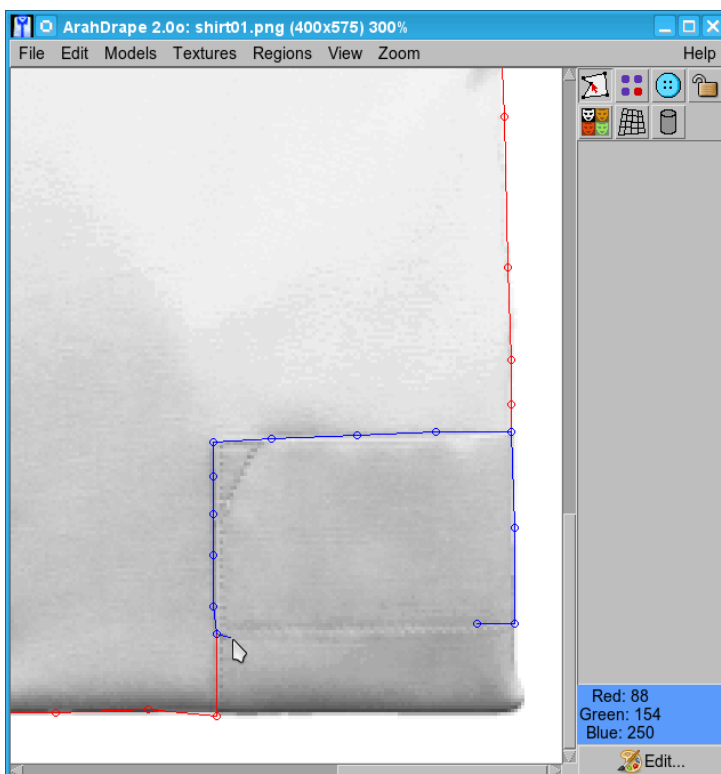 ArahDrape 2.0o: shirt01.png (400x575) 300%
File Edit Models Textures Regions View Zoom Help
Red: 88
Green: 154
Blue: 250
Edit...